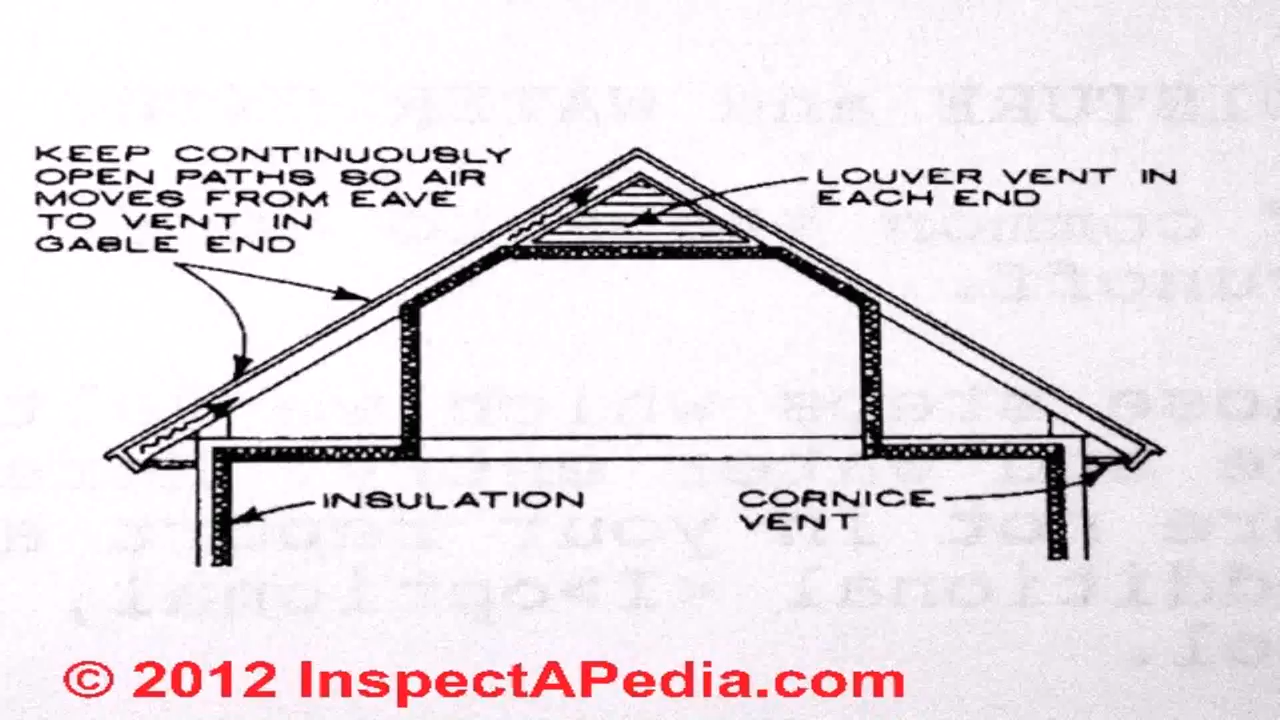 KEEP CONTINUOUSLY
OPEN PATHS SO AIR
MOVES FROM EAVE
TO VENT IN
GABLE END
LOUVER VENT IN
EACH END
INSULATION
CORNICE
VENT
© 2012 InspectAPedia.com